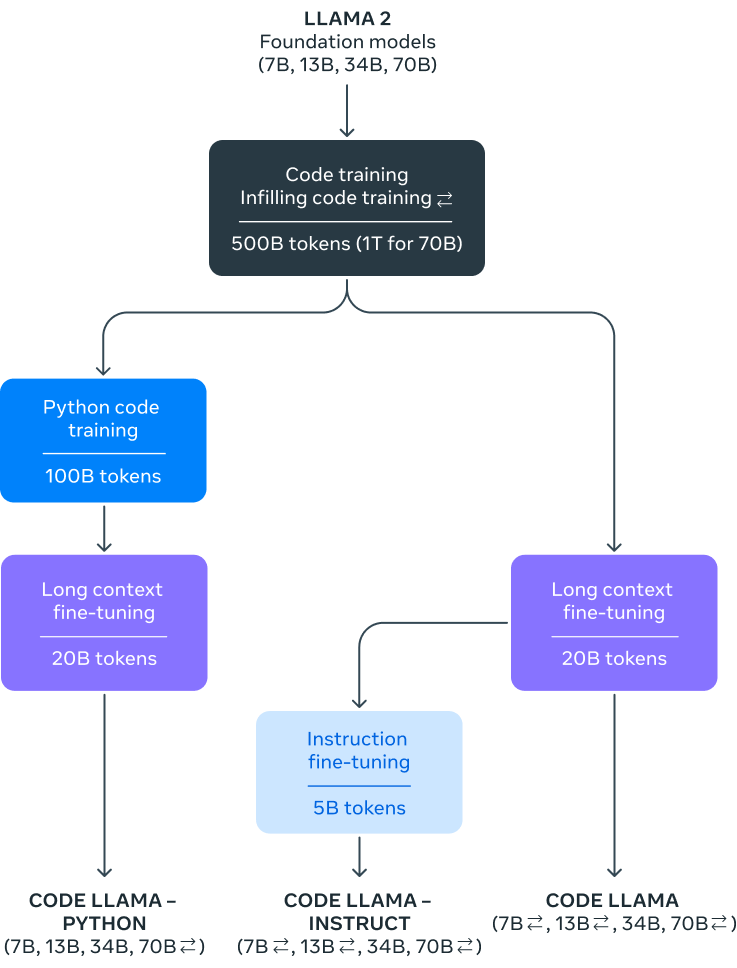 LLAMA 2
Foundation models
(7B, 13B, 34B, 70B)
Code training
Infilling code training ⇄
500B tokens (1T for 70B)
Python code
training
100B tokens
Long context
fine-tuning
20B tokens
Long context
fine-tuning
20B tokens
Instruction
fine-tuning
5B tokens
CODE LLAMA –
PYTHON
(7B, 13B, 34B, 70B⇄)
CODE LLAMA –
INSTRUCT
(7B⇄, 13B⇄, 34B, 70B⇄)
CODE LLAMA
(7B⇄, 13B⇄, 34B, 70B⇄)